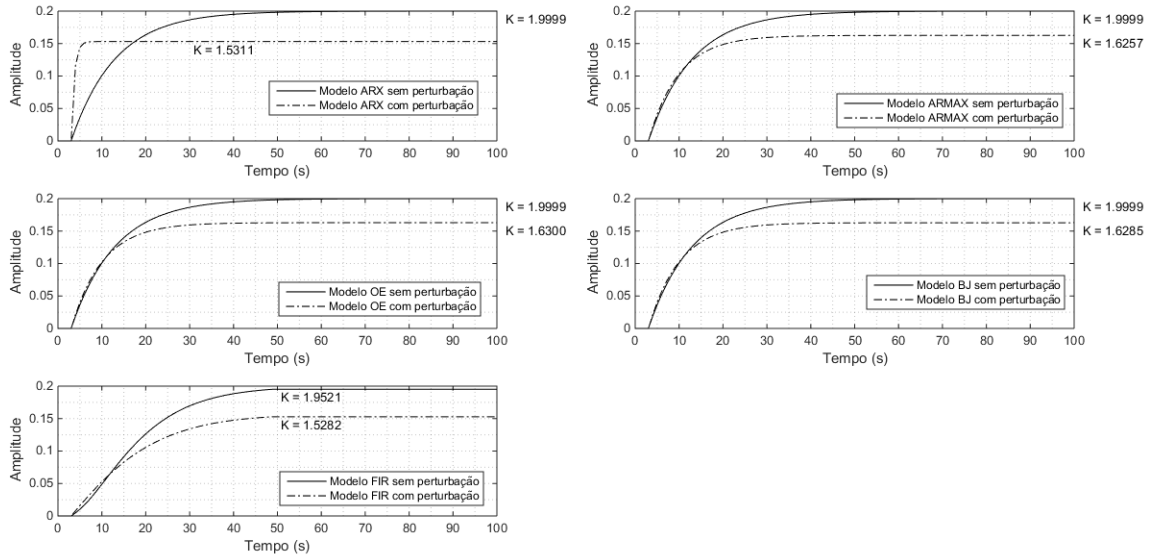 0.2
K = 1.9999
0.15
K = 1.5311
0.1
Modelo ARX sem perturbação
Modelo ARX com perturbação
0.05
0
0 10 20 30 40 50 60 70 80 90 100
Tempo (s)
Amplitude
0.2
K = 1.9999
K = 1.6257
0.15
0.1
Modelo ARMAX sem perturbação
Modelo ARMAX com perturbação
0.05
0
0 10 20 30 40 50 60 70 80 90 100
Tempo (s)
Amplitude
0.2
K = 1.9999
K = 1.6300
0.15
0.1
Modelo OE sem perturbação
Modelo OE com perturbação
0.05
0
0 10 20 30 40 50 60 70 80 90 100
Tempo (s)
Amplitude
0.2
K = 1.9999
K = 1.6285
0.15
0.1
Modelo BJ sem perturbação
Modelo BJ com perturbação
0.05
0
0 10 20 30 40 50 60 70 80 90 100
Tempo (s)
Amplitude
0.2
K = 1.9521
0.15
K = 1.5282
0.1
Modelo FIR sem perturbação
Modelo FIR com perturbação
0.05
0
0 10 20 30 40 50 60 70 80 90 100
Tempo (s)
Amplitude